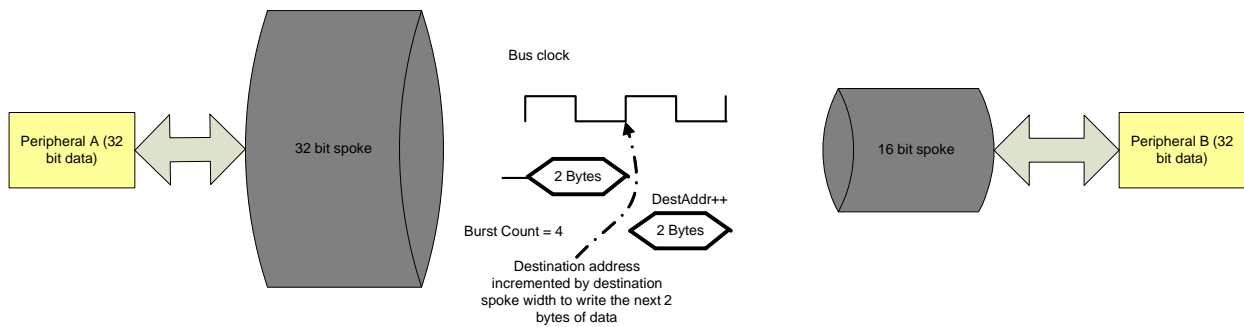 Bus clock
Peripheral A (32
bit data)
32 bit spoke
2 Bytes
DestAddr++
2 Bytes
Burst Count = 4
Destination address
incremented by destination
spoke width to write the next 2
bytes of data
16 bit spoke
Peripheral B (32
bit data)